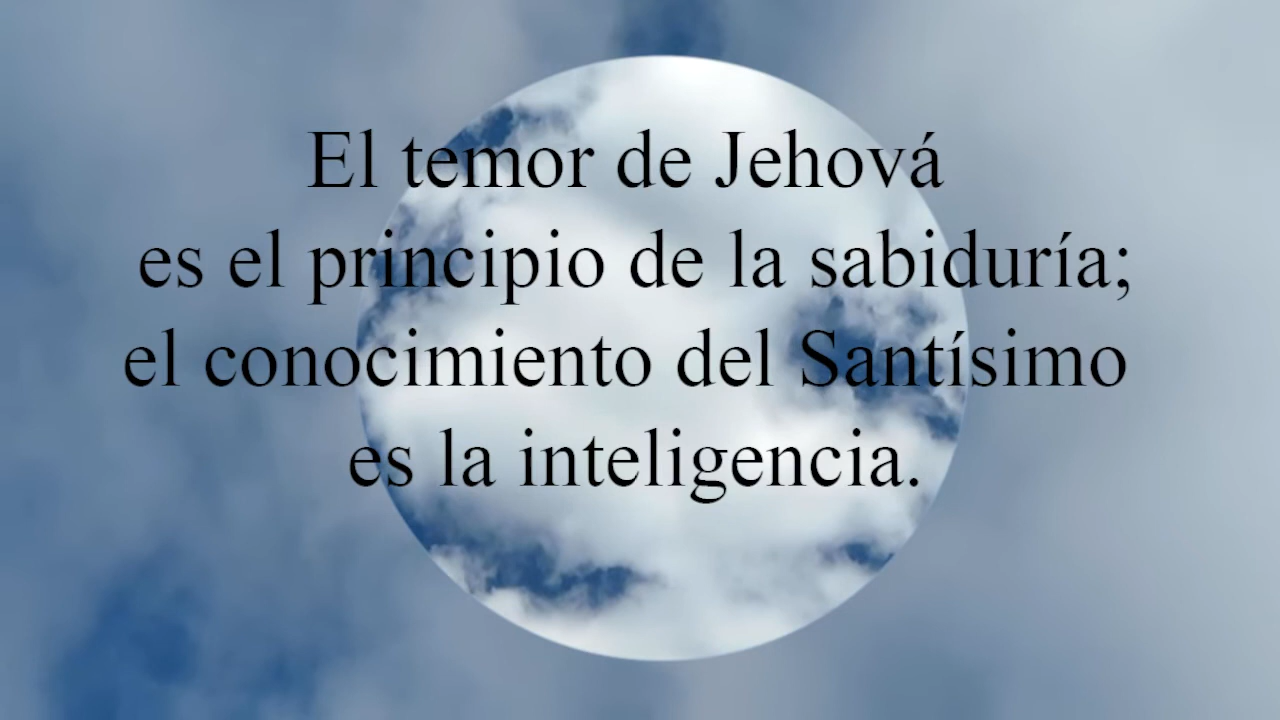 El temor de Jehová
es el principio de la sabiduría;
el conocimiento del Santísimo
es la inteligencia.